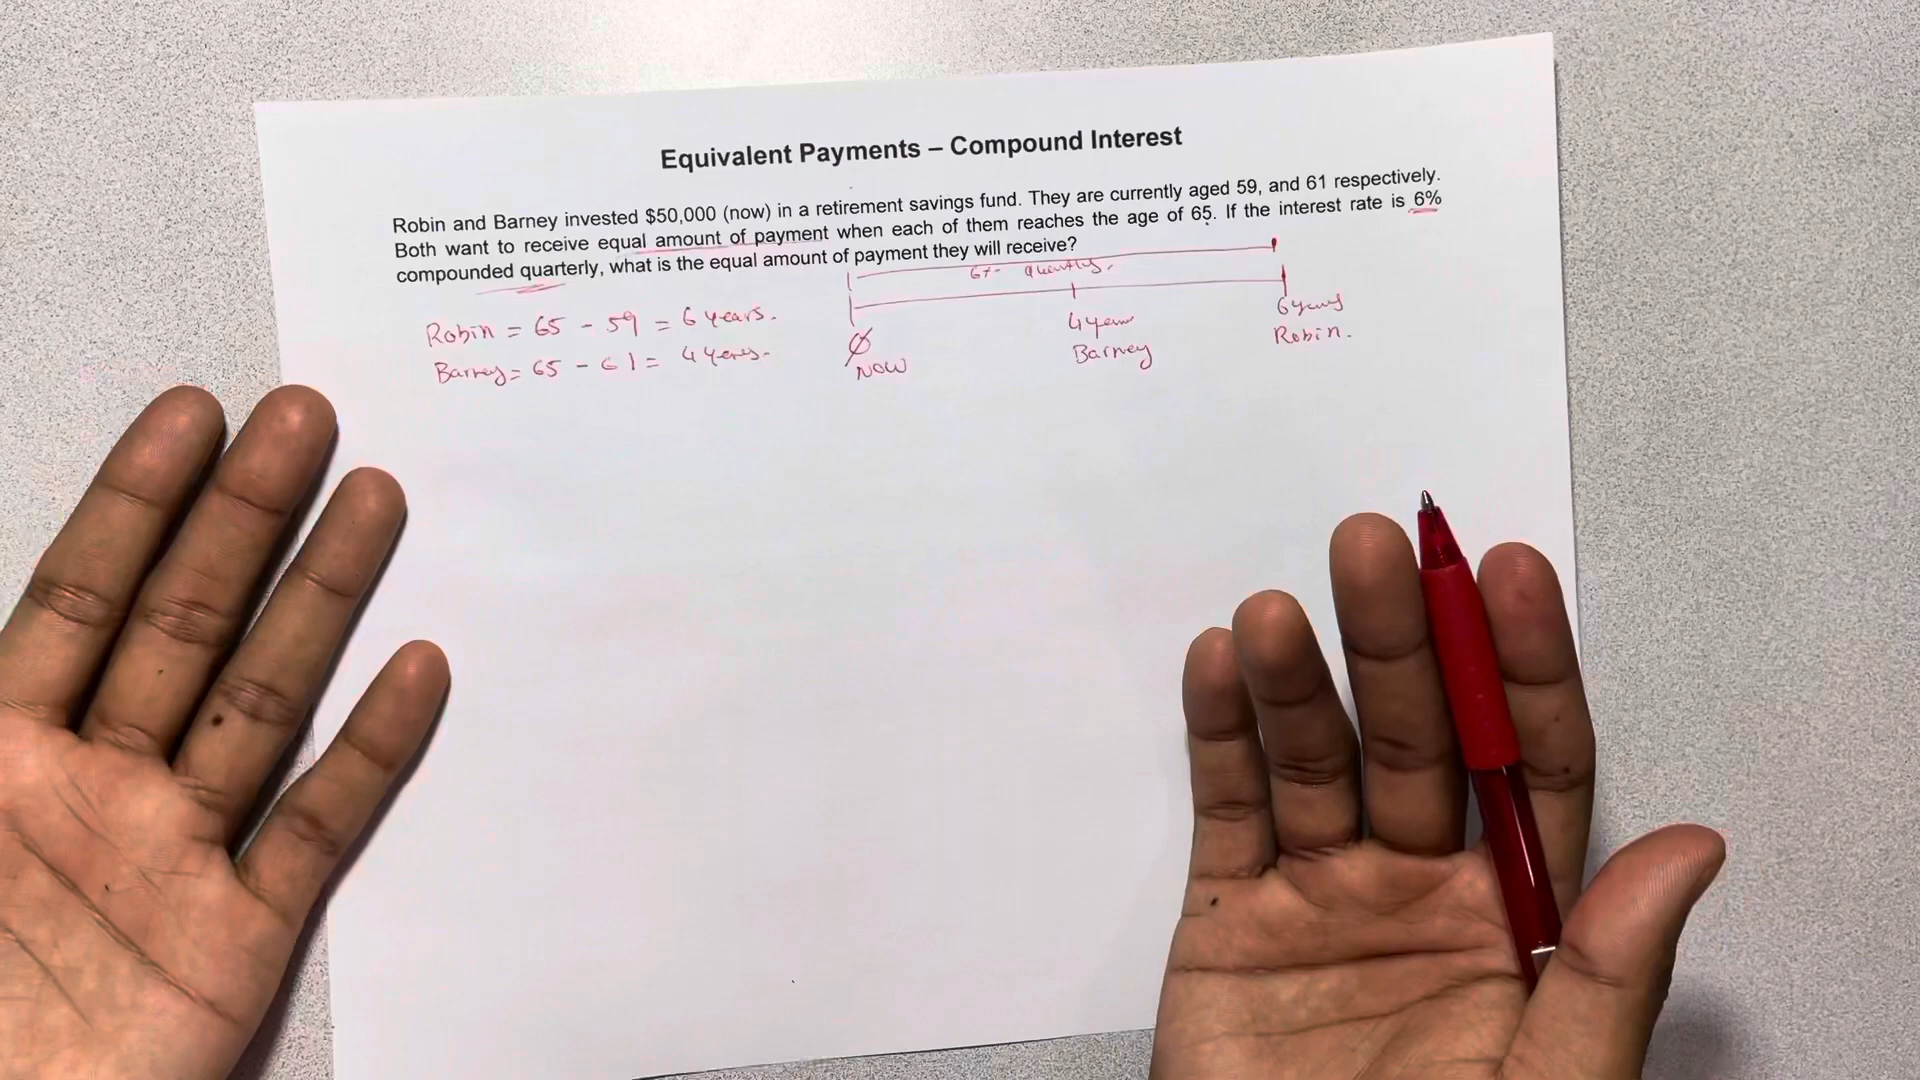 Equivalent Payments – Compound Interest
Robin and Barney invested $50,000 (now) in a retirement savings fund. They are currently aged 59, and 61 respectively.
Both want to receive equal amount of payment when each of them reaches the age of 65. If the interest rate is 6%
compounded quarterly, what is the equal amount of payment they will receive?
6%
Robin = 65 - 59 = 6 years.
Barney = 65 - 61 = 4 years.
0
NOW
4 years
Barney
6 years
Robin.